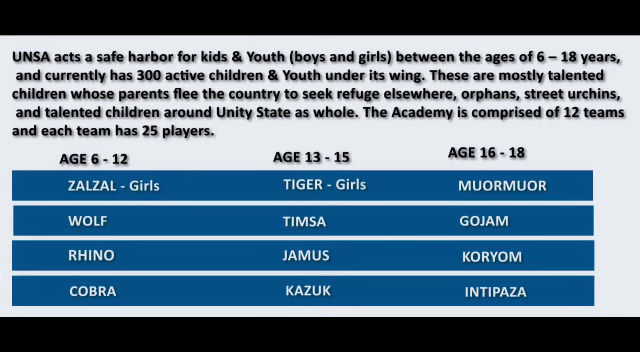 UNSA acts a safe harbor for kids & Youth (boys and girls) between the ages of 6 – 18 years,
and currently has 300 active children & Youth under its wing. These are mostly talented
children whose parents flee the country to seek refuge elsewhere, orphans, street urchins,
and talented children around Unity State as whole. The Academy is comprised of 12 teams
and each team has 25 players.
AGE 6 - 12 AGE 13 - 15 AGE 16 - 18
ZALZAL - Girls TIGER - Girls MUORMUOR
WOLF TIMSA GOJAM
RHINO JAMUS KORYOM
COBRA KAZUK INTIPAZA